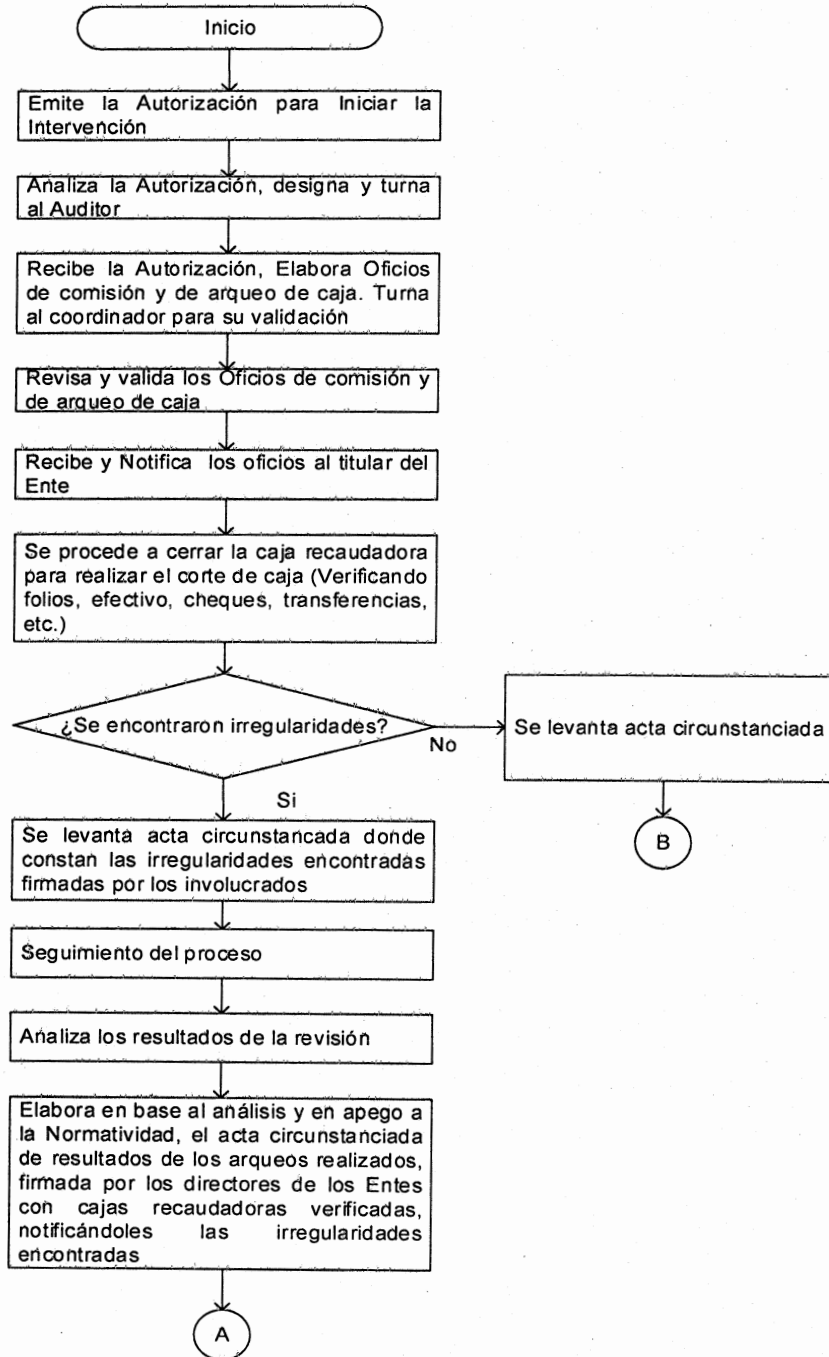 Inicio
Emite la Autorización para Iniciar la
Intervención
Analiza la Autorización, designa y turna
al Auditor
Recibe la Autorización, Elabora Oficios
de comisión y de arqueo de caja. Turna
al coordinador para su validación
Revisa y valida los Oficios de comisión y
de arqueo de caja
Recibe y Notifica los oficios al titular del
Ente
Se procede a cerrar la caja recaudadora
para realizar el corte de caja (Verificando
folios, efectivo, cheques, transferencias,
etc.)
¿Se encontraron irregularidades?
No
Se levanta acta circunstanciada
B
Si
Se levanta acta circunstancada donde
constan las irregularidades encontradas
firmadas por los involucrados
Seguimiento del proceso
Analiza los resultados de la revisión
Elabora en base al análisis y en apego a
la Normatividad, el acta circunstanciada
de resultados de los arqueos realizados,
firmada por los directores de los Entes
con cajas recaudadoras verificadas,
notificándoles las irregularidades
encontradas
A